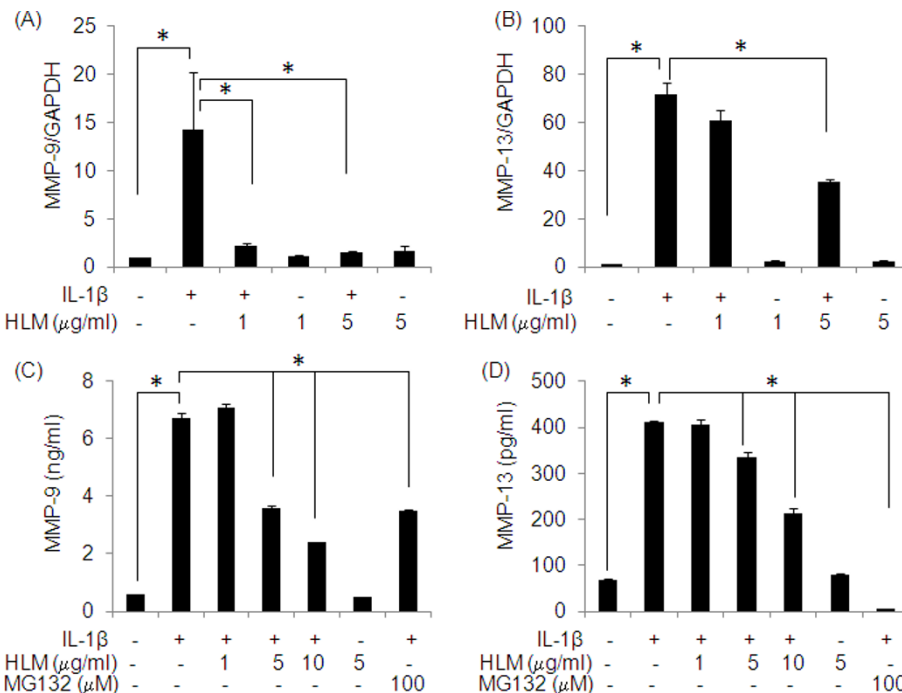 (A)
25
20
15
10
5
0
MMP-9/GAPDH
* * *
IL-1β - + + - + -
HLM (μg/ml) - - 1 1 5 5
(B)
100
80
60
40
20
0
MMP-13/GAPDH
* *
IL-1β - + + - + -
HLM (μg/ml) - - 1 1 5 5
(C)
8
6
4
2
0
MMP-9 (ng/ml)
* *
IL-1β - + + + + - +
HLM (μg/ml) - - 1 5 10 5 -
MG132 (μM) - - - - - - 100
(D)
500
400
300
200
100
0
MMP-13 (pg/ml)
* *
IL-1β - + + + + - +
HLM (μg/ml) - - 1 5 10 5 -
MG132 (μM) - - - - - - 100